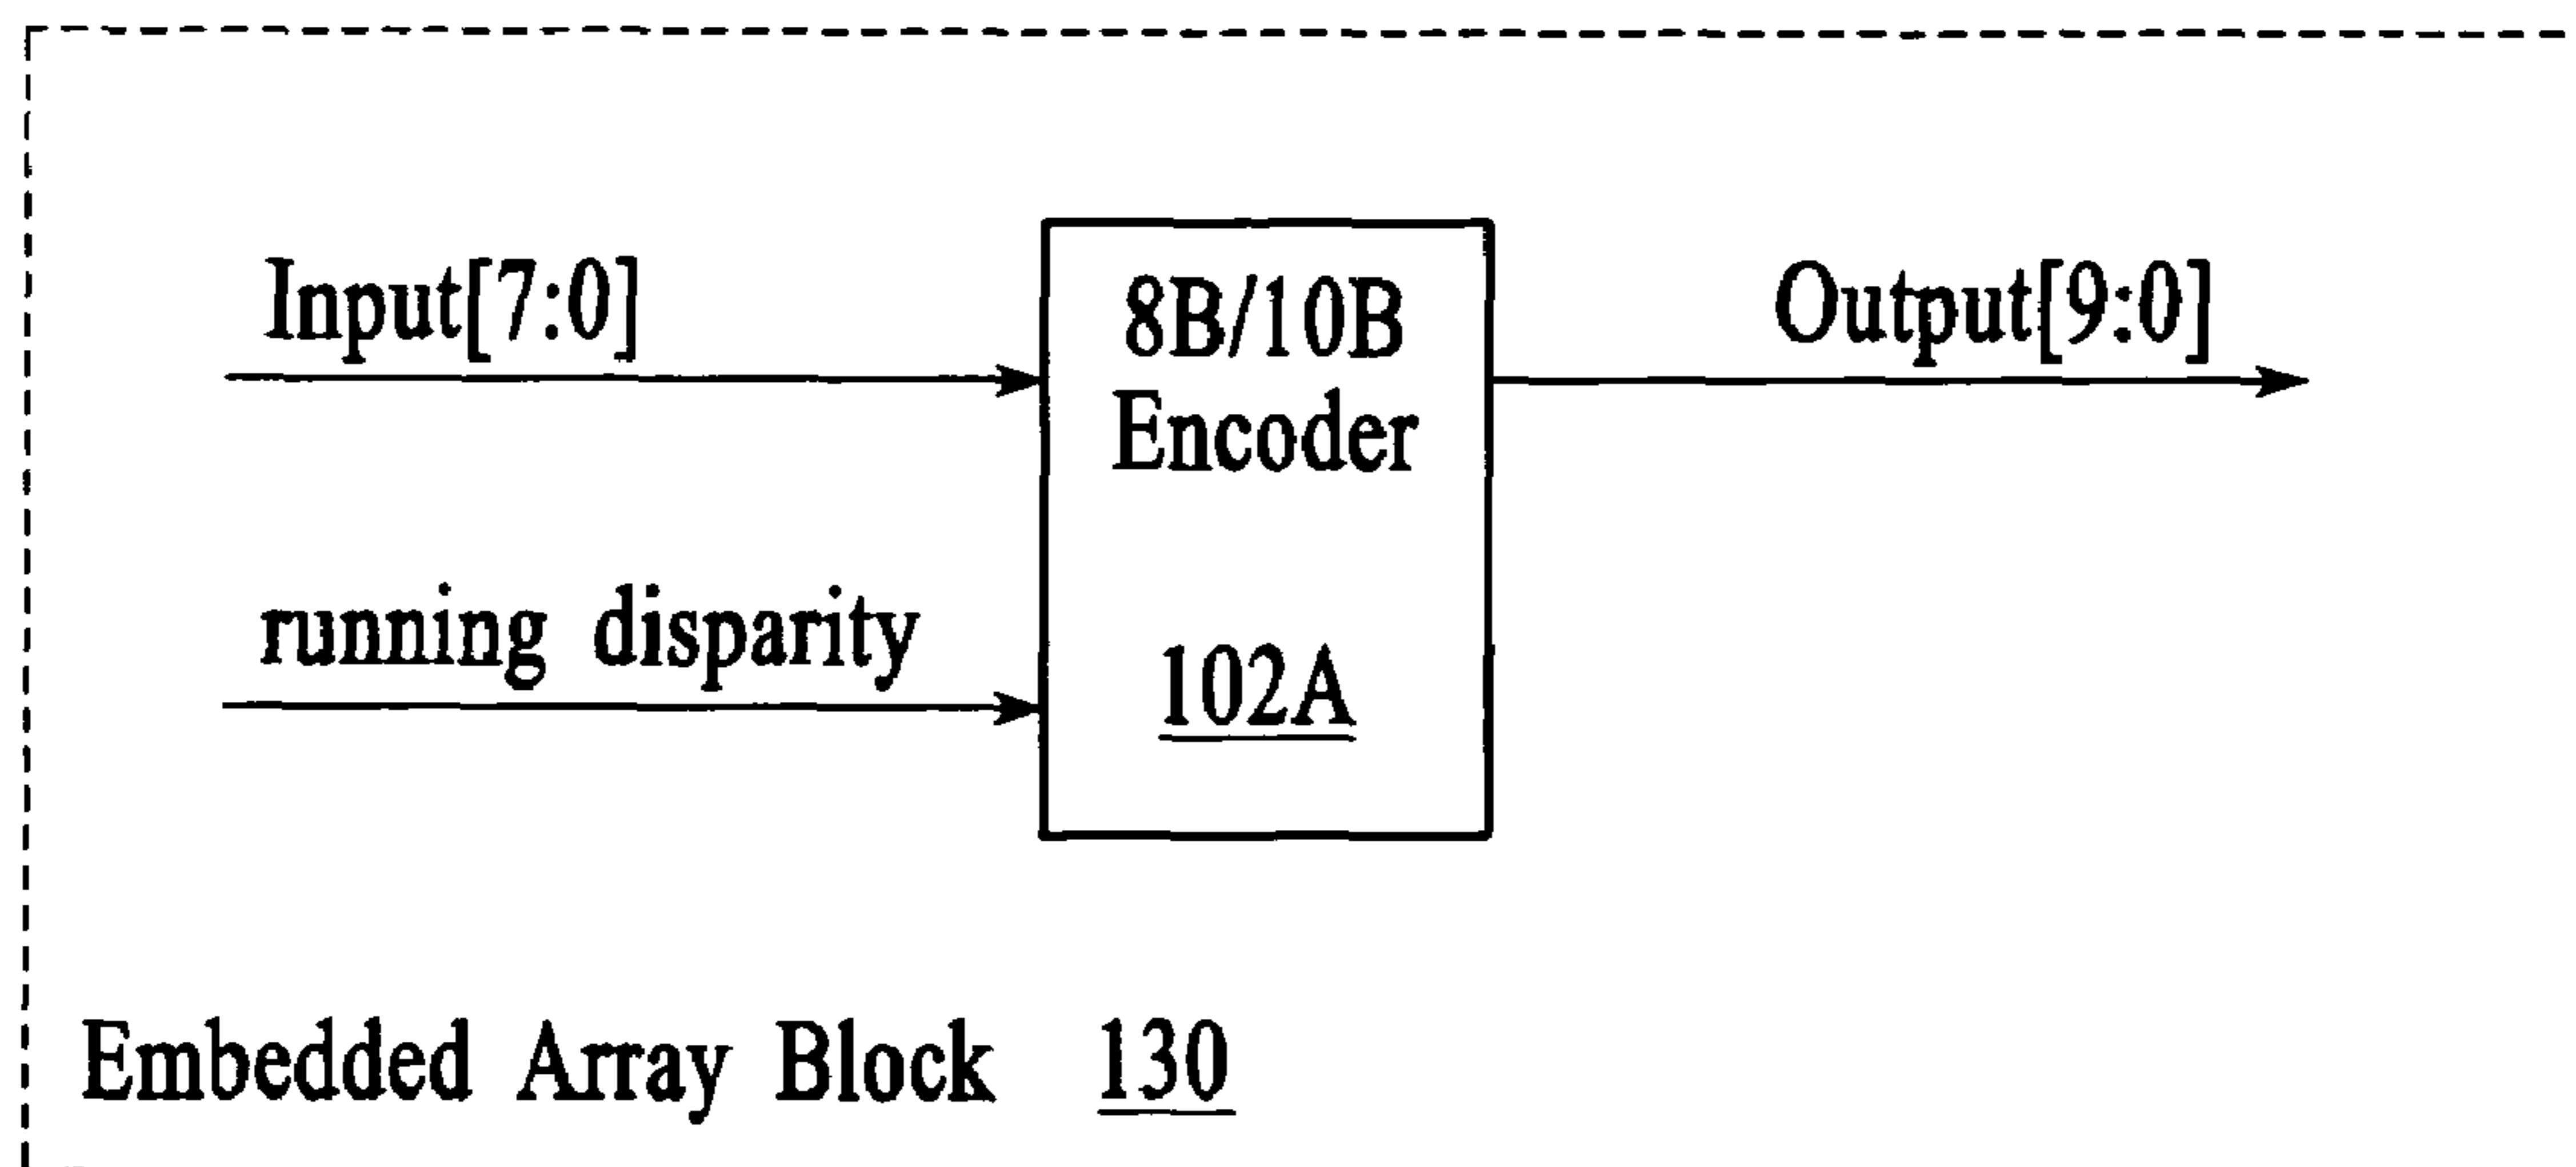 Input[7:0]
8B/10B
Encoder
Output[9:0]
running disparity
102A
Embedded Array Block 130